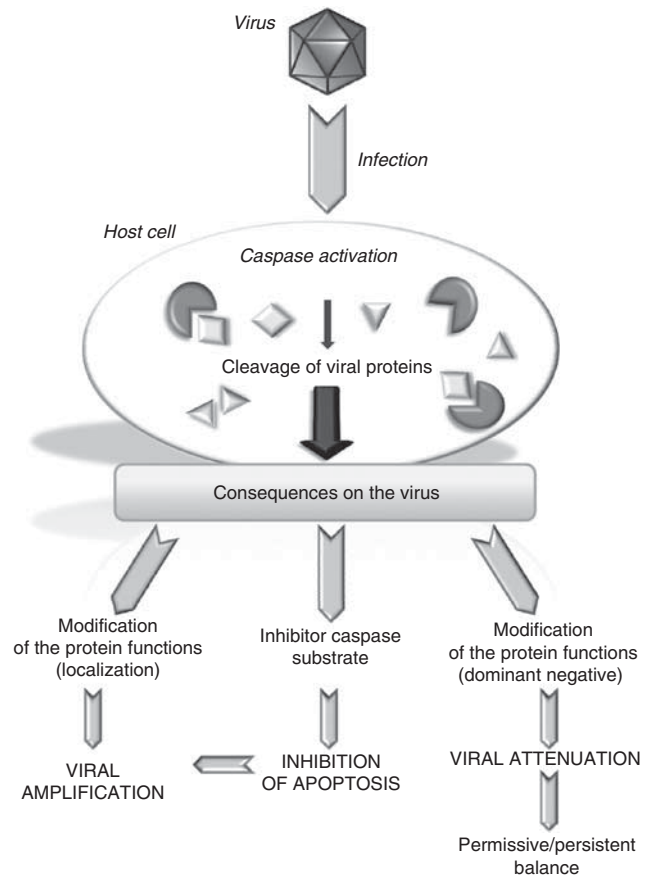 Virus
Infection
Host cell
Caspase activation
Cleavage of viral proteins
Consequences on the virus
Modification
of the protein functions
(localization)
Inhibitor caspase
substrate
Modification
of the protein functions
(dominant negative)
VIRAL
AMPLIFICATION
INHIBITION
OF APOPTOSIS
VIRAL ATTENUATION
Permissive/persistent
balance